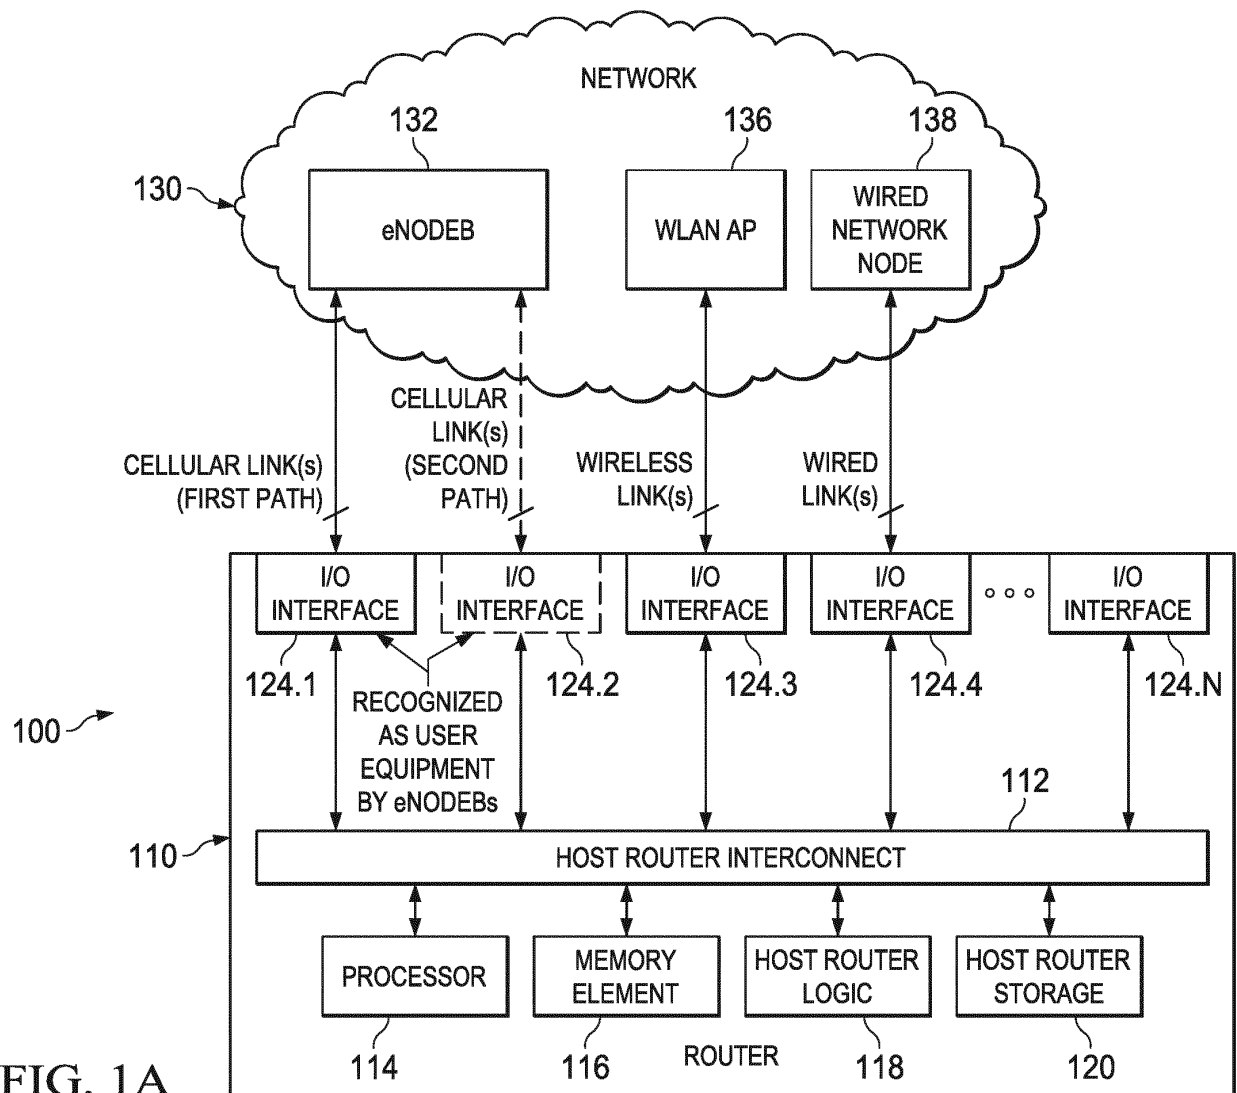 NETWORK
132
136
138
130
eNODEB
WLAN AP
WIRED
NETWORK
NODE
CELLULAR LINK(s)
(FIRST PATH)
CELLULAR
LINK(s)
(SECOND
PATH)
WIRELESS
LINK(s)
WIRED
LINK(s)
I/O
INTERFACE
I/O
INTERFACE
I/O
INTERFACE
I/O
INTERFACE
I/O
INTERFACE
124.1
124.2
124.3
124.4
124.N
RECOGNIZED
AS USER
EQUIPMENT
BY eNODEBs
100
112
110
HOST ROUTER INTERCONNECT
PROCESSOR
MEMORY
ELEMENT
HOST ROUTER
LOGIC
HOST ROUTER
STORAGE
114
116
118
120
ROUTER
FIG. 1A